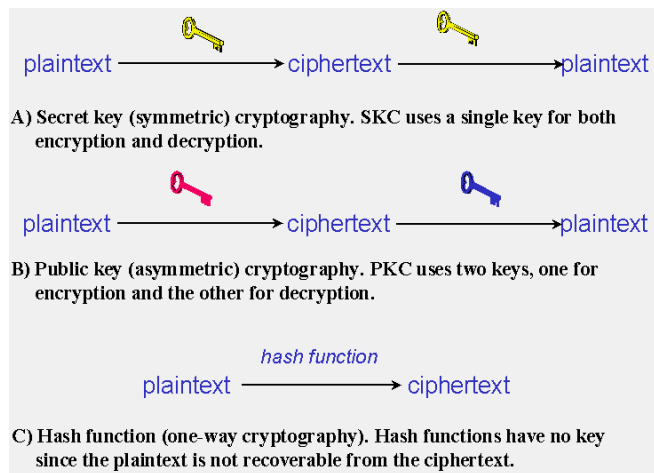 plaintext ciphertext plaintext
A) Secret key (symmetric) cryptography. SKC uses a single key for both
encryption and decryption.
plaintext ciphertext plaintext
B) Public key (asymmetric) cryptography. PKC uses two keys, one for
encryption and the other for decryption.
hash function
plaintext ciphertext
C) Hash function (one-way cryptography). Hash functions have no key
since the plaintext is not recoverable from the ciphertext.